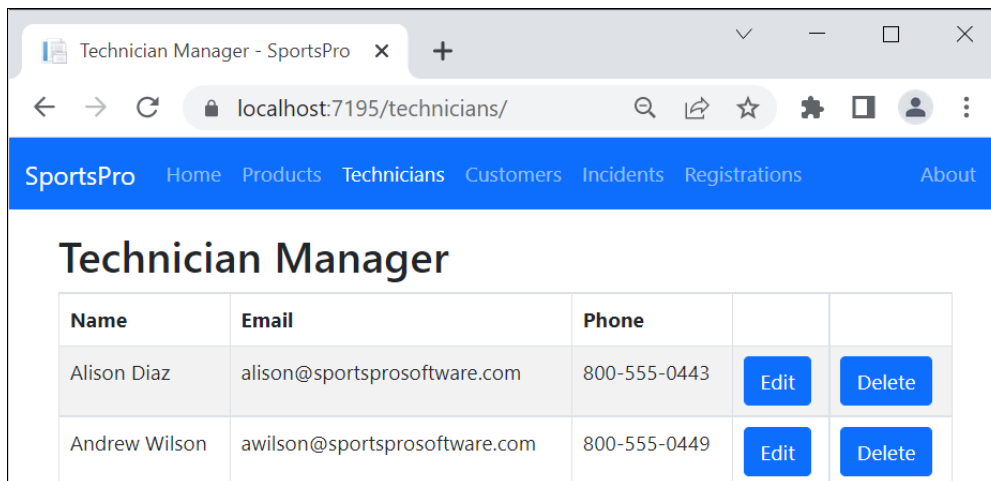 Technician Manager - SportsPro
localhost:7195/technicians/
SportsPro Home Products Technicians Customers Incidents Registrations About
Technician Manager
Name Email Phone
Alison Diaz alison@sportsprosoftware.com 800-555-0443 Edit Delete
Andrew Wilson awilson@sportsprosoftware.com 800-555-0449 Edit Delete